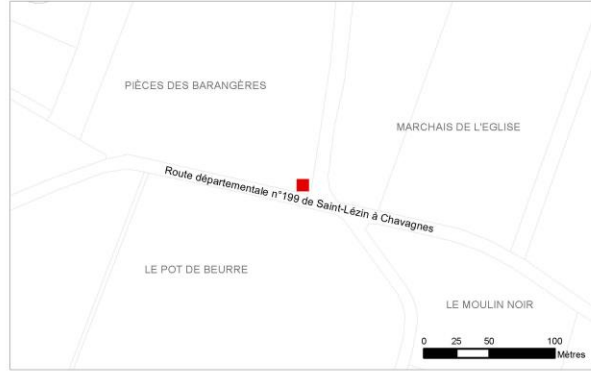 PIÈCES DES BARANGÈRES
MARCHAIS DE L'EGLISE
Route départementale n°199 de Saint-Lézin à Chavagnes
LE POT DE BEURRE
LE MOULIN NOIR
0 25 50 100
Mètres